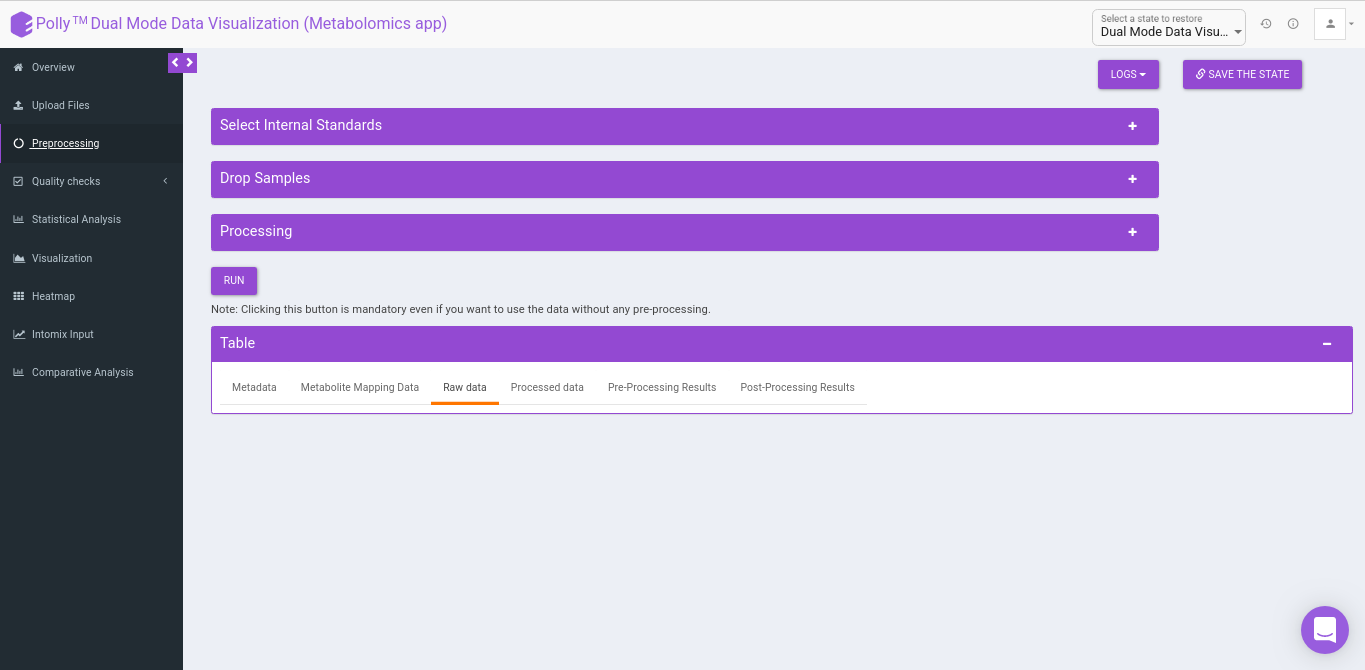 Polly™ Dual Mode Data Visualization (Metabolomics app)
Select a state to restore
Dual Mode Data Visu...
Overview
Upload Files
Preprocessing
Quality checks
Statistical Analysis
Visualization
Heatmap
Intomix Input
Comparative Analysis
LOGS
SAVE THE STATE
Select Internal Standards
Drop Samples
Processing
RUN
Note: Clicking this button is mandatory even if you want to use the data without any pre-processing.
Table
Metadata Metabolite Mapping Data Raw data Processed data Pre-Processing Results Post-Processing Results